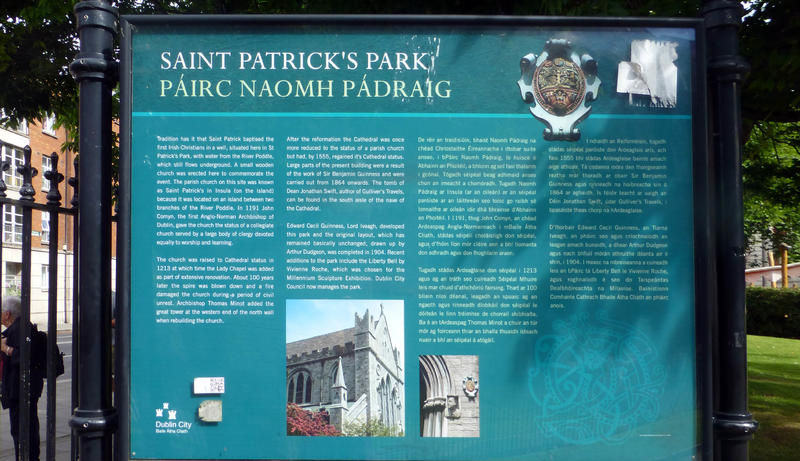 SAINT PATRICK'S PARK
PÁIRC NAOMH PÁDRAIG
Tradition has it that Saint Patrick baptised the
first Irish Christians in a well, situated here in St
Patrick's Park, with water from the River Poddle,
which still flows underground. A small wooden
church was erected here to commemorate the
event. The parish church on this site was known
as Saint Patrick's in Insula (on the island)
because it was located on an island between two
branches of the River Poddle. In 1191 John
Comyn, the first Anglo-Norman Archbishop of
Dublin, gave the church the status of a collegiate
church served by a large body of clergy devoted
equally to worship and learning.
The church was raised to Cathedral status in
1213 at which time the Lady Chapel was added
as part of extensive renovation. About 100 years
later the spire was blown down and a fire
damaged the church during a period of civil
unrest. Archbishop Thomas Minot added the
great tower at the western end of the north wall
when rebuilding the church.
After the reformation the Cathedral was once
more reduced to the status of a parish church
but had, by 1555, regained it's Cathedral status.
Large parts of the present building were a result
of the work of Sir Benjamin Guinness and were
carried out from 1864 onwards. The tomb of
Dean Jonathan Swift, author of Gulliver's Travels,
can be found in the south aisle of the nave of
the Cathedral.
Edward Cecil Guinness, Lord Iveagh, developed
this park and the original layout, which has
remained basically unchanged, drawn up by
Arthur Dudgeon, was completed in 1904. Recent
additions to the park include the Liberty Bell by
Vivienne Roche, which was chosen for the
Millennium Sculpture Exhibition. Dublin City
Council now manages the park.
De réir an traidisiúin, bhaist Naomh Pádraig na
chéad Chríostaithe Éireannacha i dtobar suite
anseo, i bPáirc Naomh Pádraig, le huisce ó
Abhainn an Phoitéil, a bhíonn ag sní faoi thalamh
i gcónaí. Tógadh séipéal beag adhmaid anseo
chun an imeacht a chomóradh. Tugadh Naomh
Pádraig ar Insula (ar an oileán) ar an séipéal
paróiste ar an láithreán seo toisc go raibh sé
lonnaithe ar oileán idir dhá bhrainse d'Abhainn
an Phoitéil. I 1191, thug John Comyn, an chéad
Ardeaspag Angla-Normannach i mBaile Átha
Cliath, stádas séipéil choláistigh don séipéal,
agus d'fhóin líon mór cléire ann a bhí tiomanta
don adhradh agus don fhoghlaim araon.
Tugadh stádas Ardeaglaise don séipéal i 1213
agus ag an tráth seo cuireadh Séipéal Mhuire
leis mar chuid d'athchóiriú fairsing. Thart ar 100
bliain níos déanaí, leagadh an spuaic ag an
ngaoth agus rinneadh díobháil don séipéal le
dóiteán le linn tréimhse de chorraíl shibhialta.
Ba é an tArdeaspag Thomas Minot a chuir an túr
mór ag foirceann thiar an bhalla thuaidh isteach
nuair a bhí an séipéal á atógáil.
I ndiaidh an Reifirméisin, tugadh
stádas séipéal paróiste don Ardeaglais arís, ach
faoi 1555 bhí stádas Ardeaglaise bainte amach
aige athuair. Tá codanna móra den fhoirgneamh
reatha mar thoradh ar obair Sir Benjamin
Guinness agus rinneadh na hoibreacha sin ó
1864 ar aghaidh. Is féidir teacht ar uaigh an
Déin Jonathan Swift, údar Gulliver's Travels, i
dtaobhroinn theas chorp na hArdeaglaise.
D'fhorbair Edward Cecil Guinness, an Tiarna
Iveagh, an pháirc seo agus críochnaíodh an
leagan amach bunaidh, a dhear Arthur Dudgeon
agus nach bhfuil mórán athruithe déanta air ó
shin, i 1904. I measc na nbreiseanna a cuireadh
leis an bPáirc tá Liberty Bell le Vivienne Roche,
agus roghnaíodh é seo do Taispeántas
Dealbhóireachta na Mílaoise. Bainistíonn
Comhairle Cathrach Bhaile Átha Cliath an pháirc
anois.
Dublin City
Baile Átha Cliath